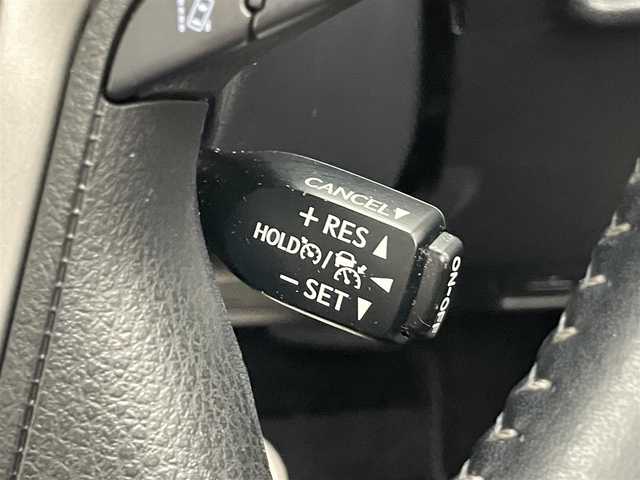 CANCEL▼
+ RES ▲
HOLD /
− SET ▼
ON-OFF